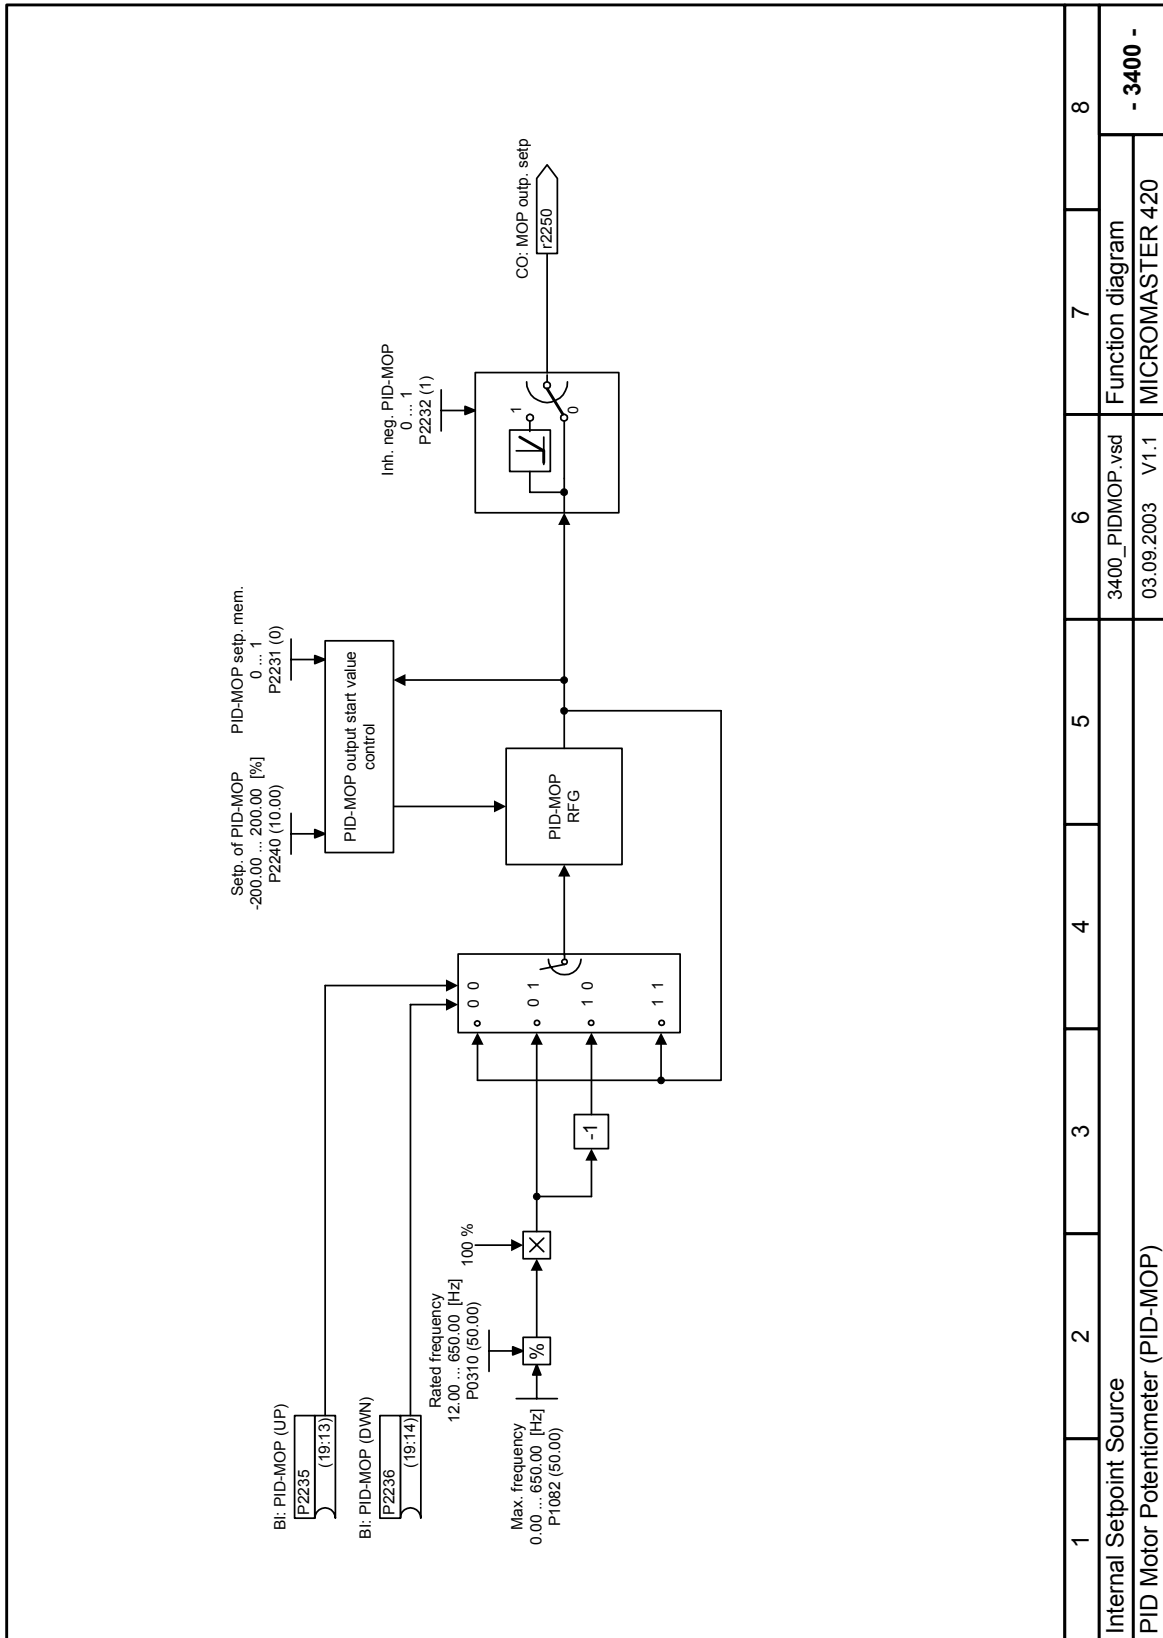 BI: PID-MOP (UP)
P2235
(19:13)
BI: PID-MOP (DWN)
P2236
(19:14)
Max. frequency
0.00 ... 650.00 [Hz]
P1082 (50.00)
Rated frequency
12.00 ... 650.00 [Hz]
P0310 (50.00)
%
100 %
X
-1
0 0
0 1
1 0
1 1
Setp. of PID-MOP
-200.00 ... 200.00 [%]
P2240 (10.00)
PID-MOP setp. mem.
0 ... 1
P2231 (0)
PID-MOP output start value
control
PID-MOP
RFG
Inh. neg. PID-MOP
0 ... 1
P2232 (1)
1
0
CO: MOP outp. setp
r2250
1 2 3 4 5 6 7 8
Internal Setpoint Source
PID Motor Potentiometer (PID-MOP)
3400_PIDMOP.vsd
03.09.2003 V1.1
Function diagram
MICROMASTER 420
- 3400 -